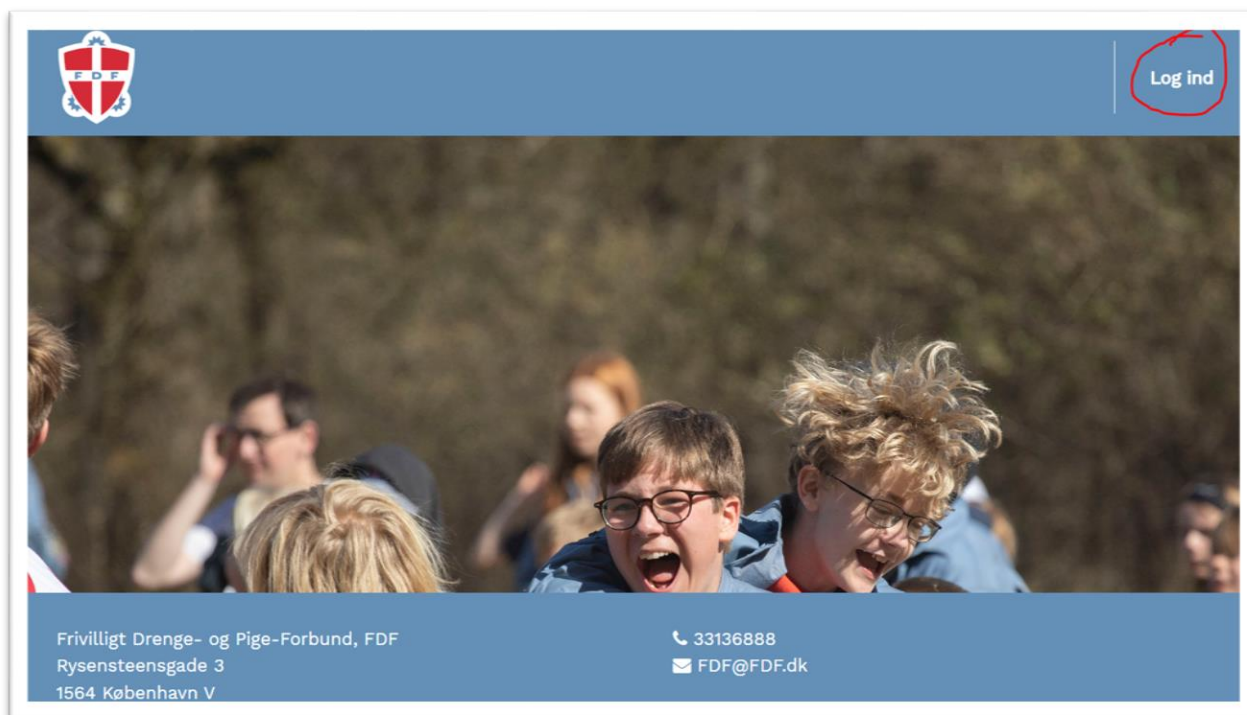 FDF
Log ind
Frivilligt Drenge- og Pige-Forbund, FDF
Rysensteensgade 3
1564 København V
33136888
FDF@FDF.dk